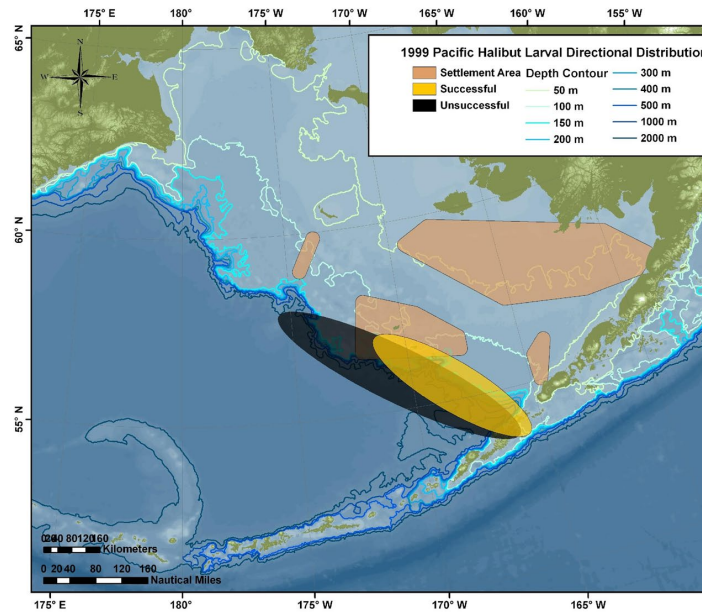 175°E 180° 175°W 170°W 165°W 160°W 155°W
65°N
60°N
55°N
N
W E
S
1999 Pacific Halibut Larval Directional Distribution
Settlement Area
Successful
Unsuccessful
Depth Contour
50 m
100 m
150 m
200 m
300 m
400 m
500 m
1000 m
2000 m
Kilometers
0 20 40 80 120 160
Nautical Miles
175°E 180° 175°W 170°W 165°W 160°W